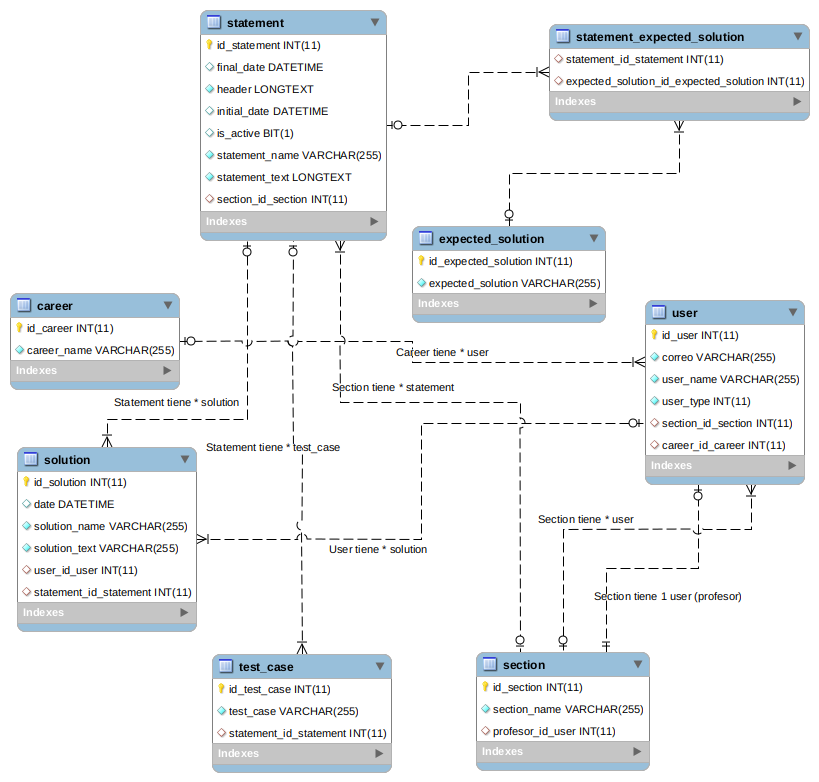 statement
id_statement INT(11)
final_date DATETIME
header LONGTEXT
initial_date DATETIME
is_active BIT(1)
statement_name VARCHAR(255)
statement_text LONGTEXT
section_id_section INT(11)
Indexes
statement_expected_solution
statement_id_statement INT(11)
expected_solution_id_expected_solution INT(11)
Indexes
expected_solution
id_expected_solution INT(11)
expected_solution VARCHAR(255)
Indexes
career
id_career INT(11)
career_name VARCHAR(255)
Indexes
user
id_user INT(11)
correo VARCHAR(255)
user_name VARCHAR(255)
user_type INT(11)
section_id_section INT(11)
career_id_career INT(11)
Indexes
Career tiene * user
Section tiene * statement
Statement tiene * solution
Statement tiene * test_case
solution
id_solution INT(11)
date DATETIME
solution_name VARCHAR(255)
solution_text VARCHAR(255)
user_id_user INT(11)
statement_id_statement INT(11)
Indexes
User tiene * solution
Section tiene * user
Section tiene 1 user (profesor)
test_case
id_test_case INT(11)
test_case VARCHAR(255)
statement_id_statement INT(11)
Indexes
section
id_section INT(11)
section_name VARCHAR(255)
profesor_id_user INT(11)
Indexes